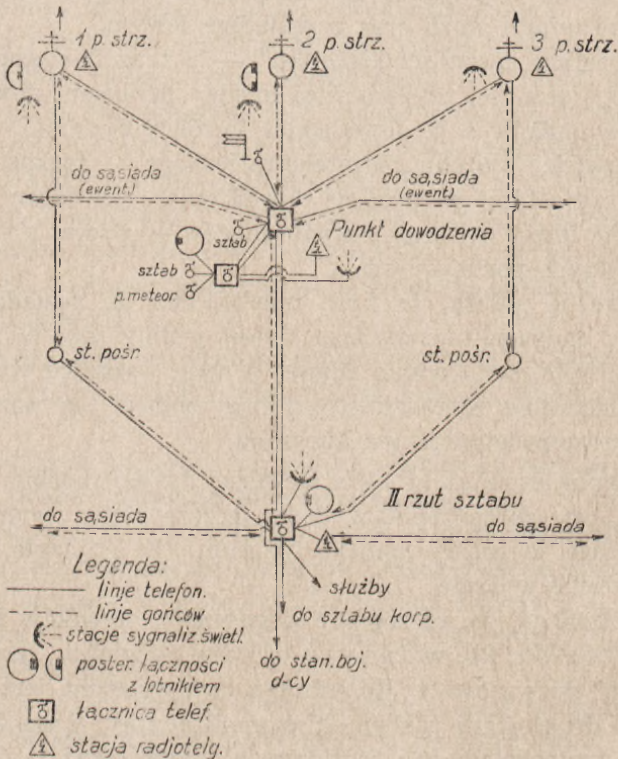 1 p. strz.
2 p. strz.
3 p. strz.
do sąsiada
(ewent.)
do sąsiada
(ewent)
Punkt dowodzenia
sztab
sztab
p. meteor.
st. pośr.
st. pośr.
II rzut sztabu
do sąsiada
do sąsiada
służby
do sztabu korp.
do stan. boj.
d-cy
Legenda:
linje telefon.
linje gońców
stacje sygnaliz. świetl.
poster. łączności
z lotnikiem
łącznica telef.
stacja radjotelg.